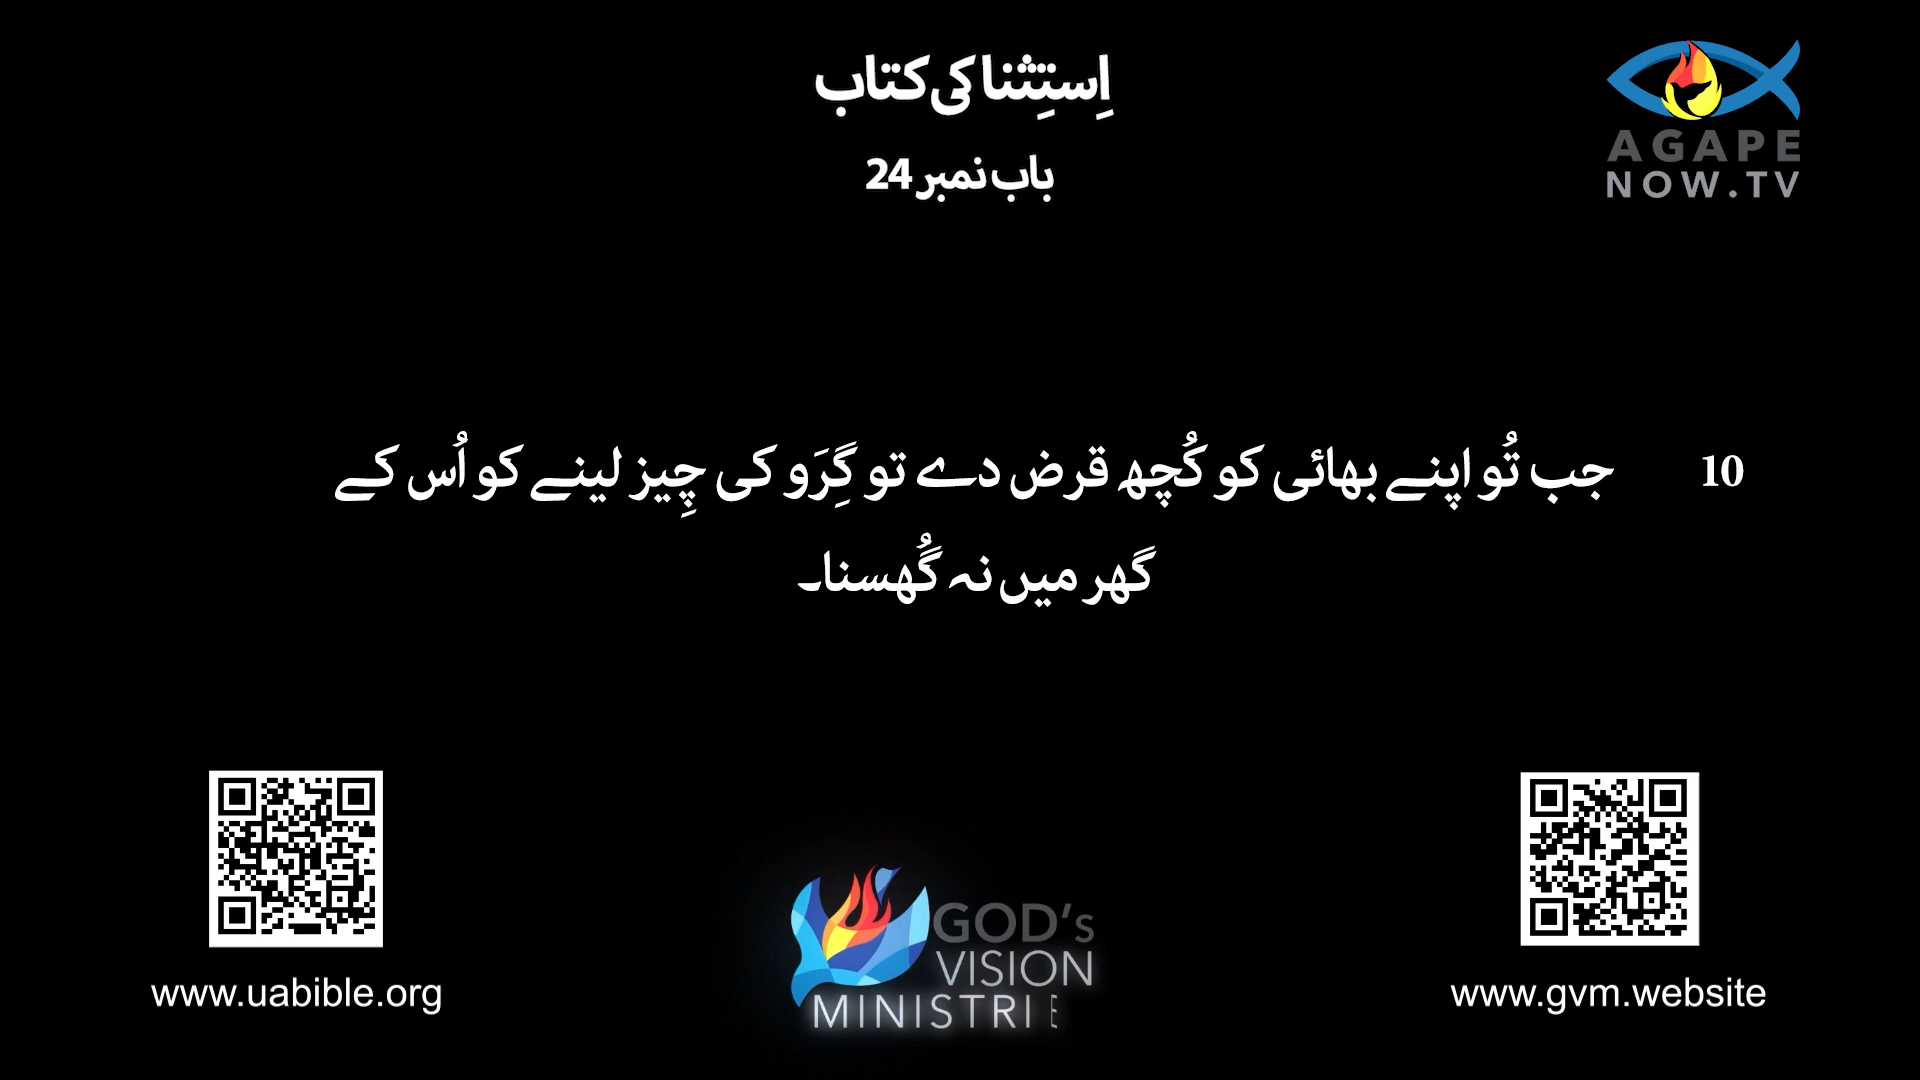 اِستِثنا کی کتاب
باب نمبر 24
AGAPE
NOW.TV
10 جب تُو اپنے بھائی کو کُچھ قرض دے تو گِرَو کی چِیز لینے کو اُس کے
گھر میں نہ گُھسنا۔
www.uabible.org
GOD's
VISION
MINISTRIE
www.gvm.website